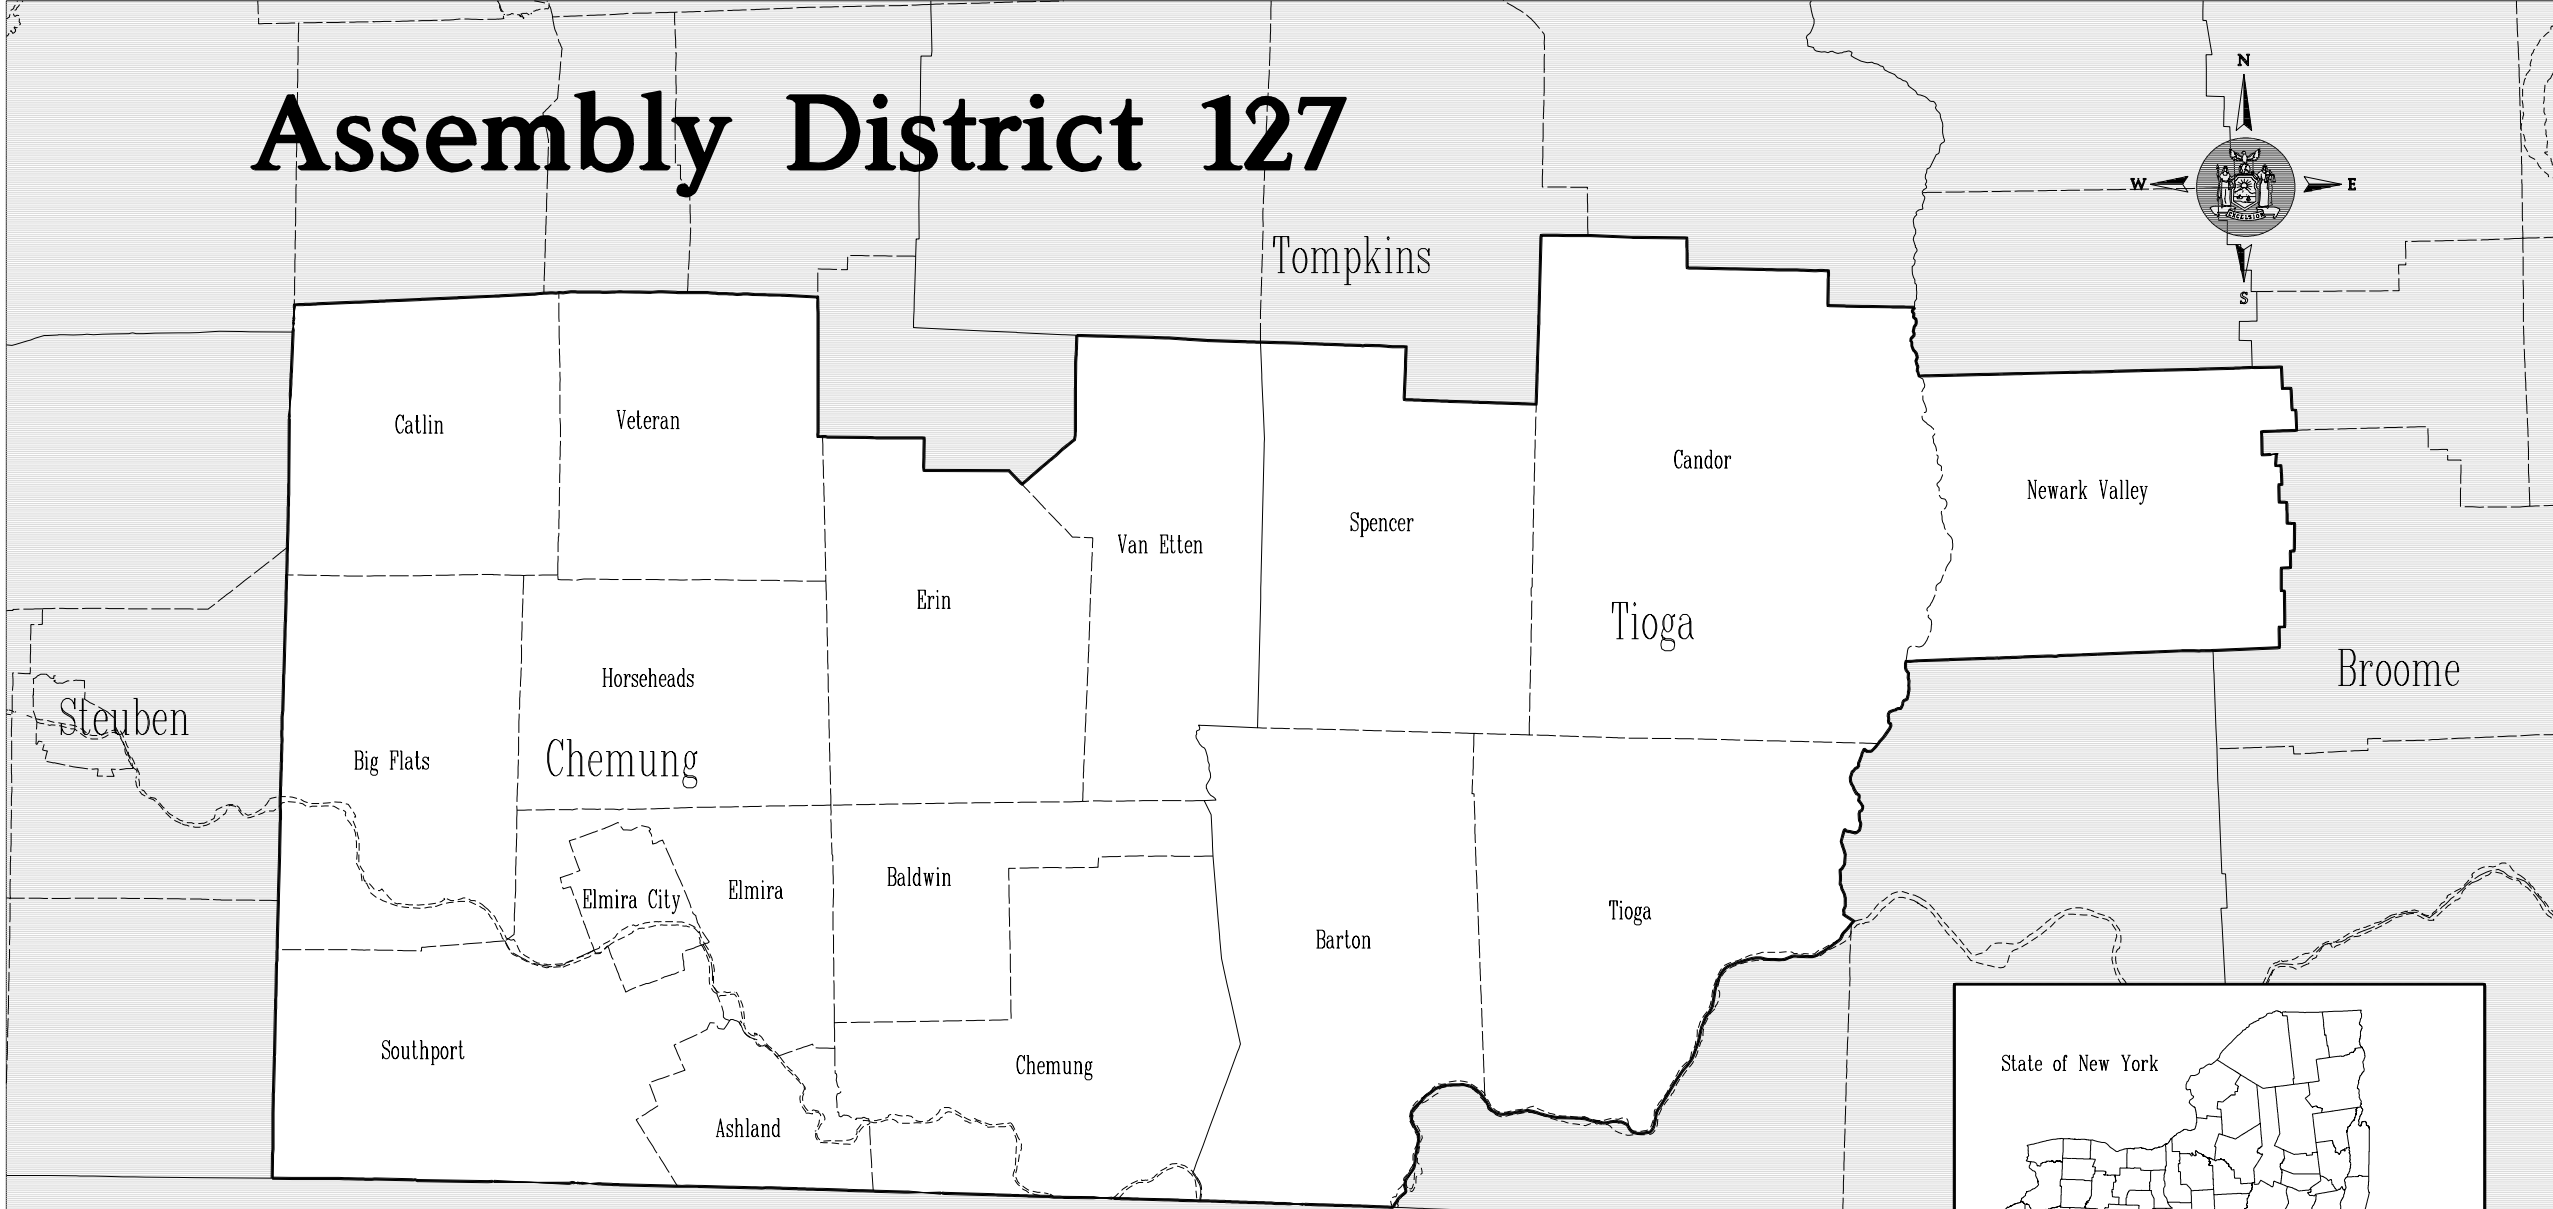 N
Assembly District 127
W E
EXCELSIOR
Tompkins
S
Catlin
Veteran
Candor
Newark Valley
Spencer
Van Etten
Erin
Tioga
Horseheads
Broome
Steuben
Big Flats
Chemung
Baldwin
Elmira
Elmira City
Tioga
Barton
Southport
Chemung
State of New York
Ashland